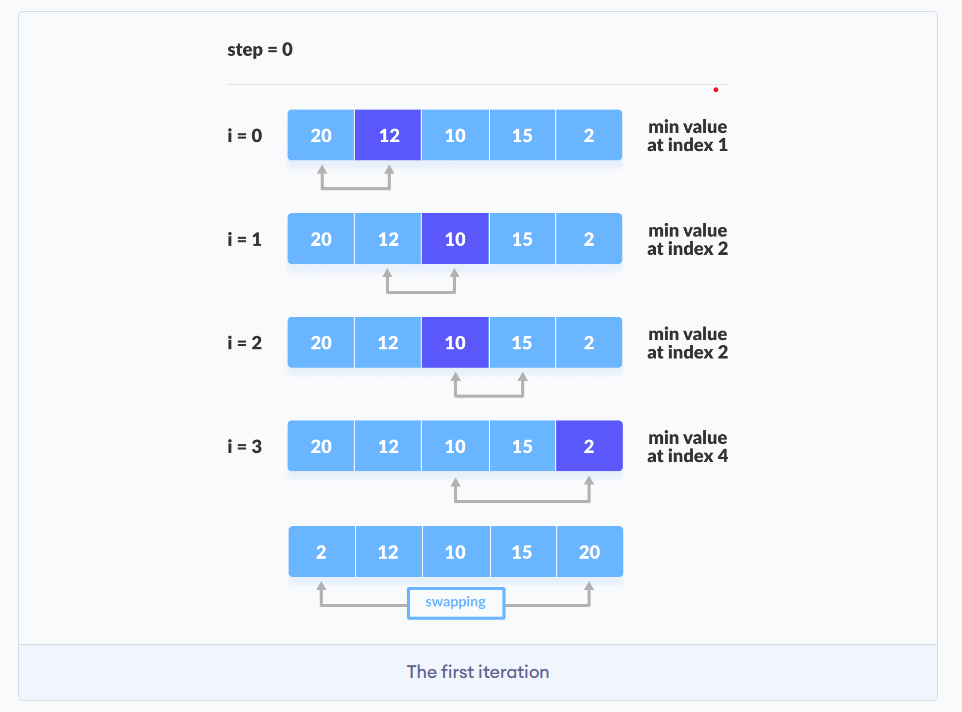 step = 0
i = 0 20 12 10 15 2 min value
at index 1
i = 1 20 12 10 15 2 min value
at index 2
i = 2 20 12 10 15 2 min value
at index 2
i = 3 20 12 10 15 2 min value
at index 4
2 12 10 15 20
swapping
The first iteration